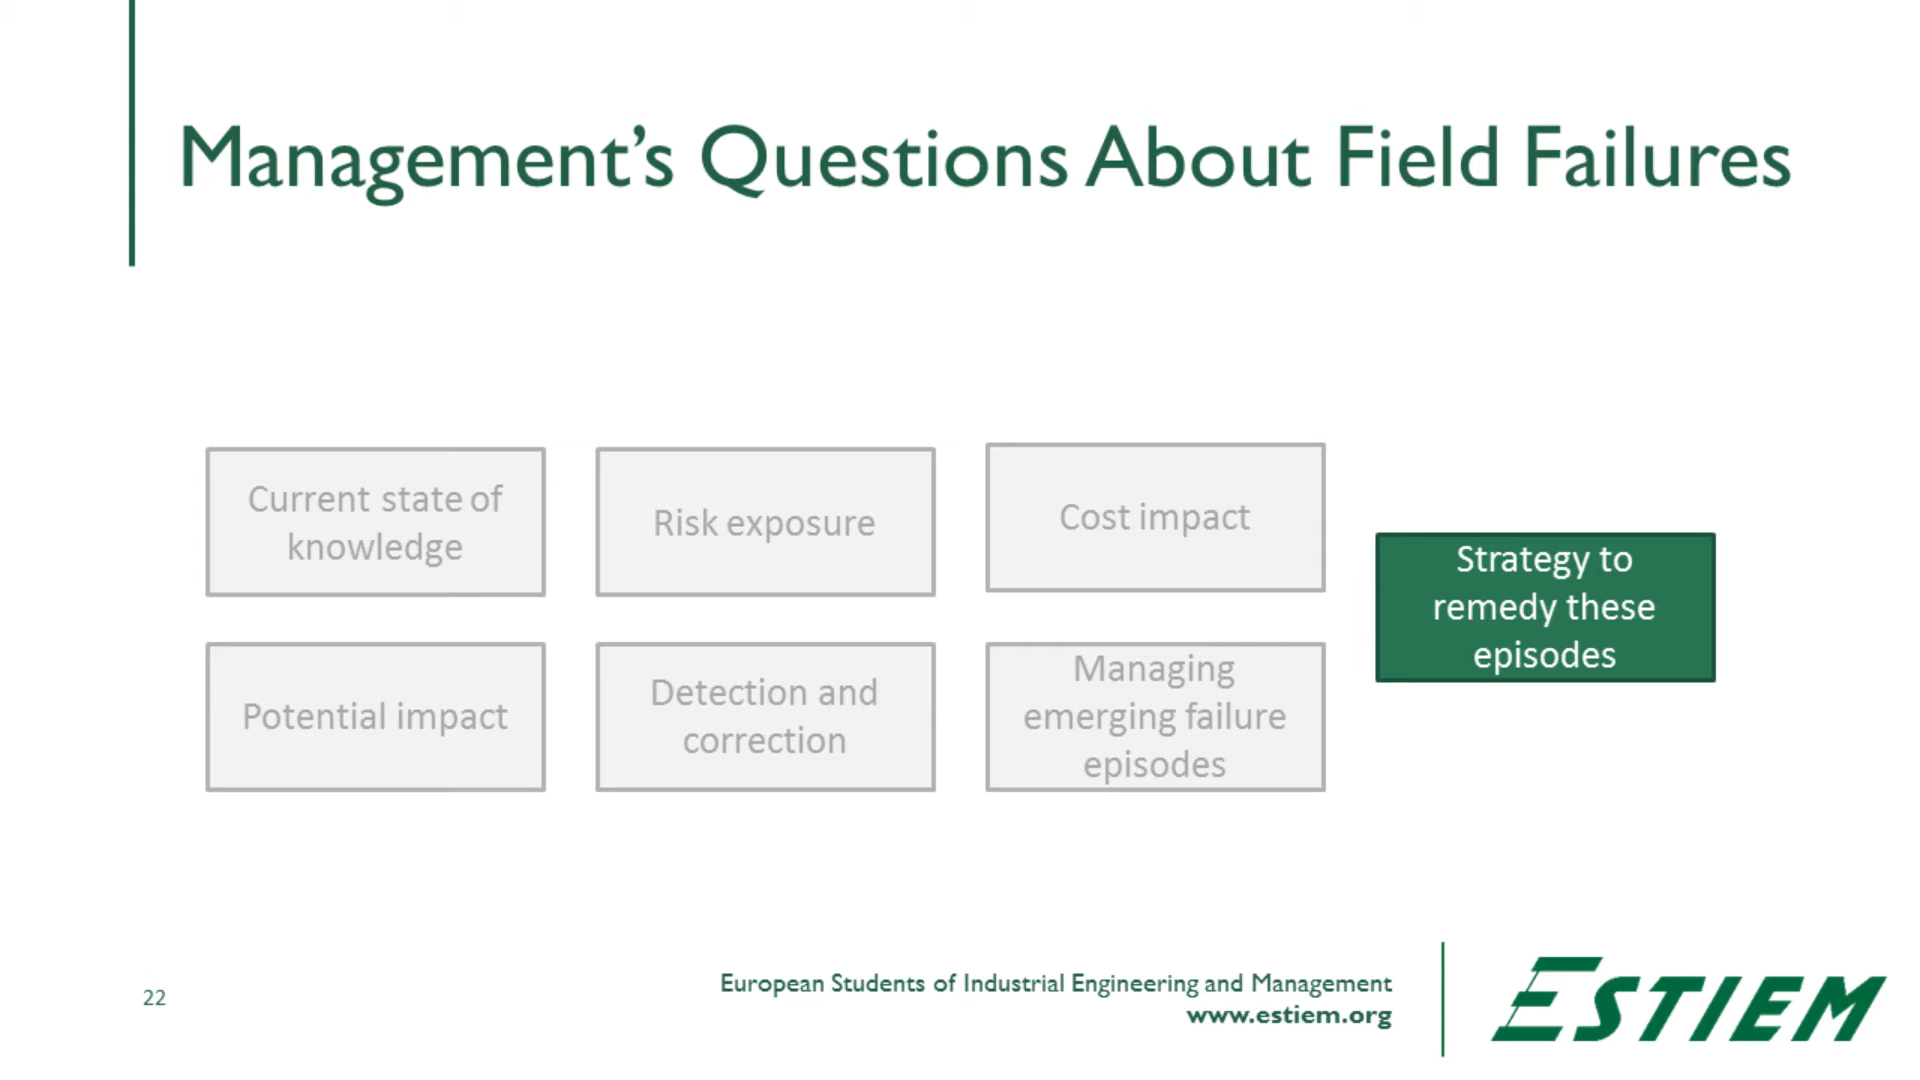 Management’s Questions About Field Failures
Current state of
knowledge
Risk exposure
Cost impact
Strategy to
remedy these
episodes
Potential impact
Detection and
correction
Managing
emerging failure
episodes
22
European Students of Industrial Engineering and Management
www.estiem.org
ESTIEM